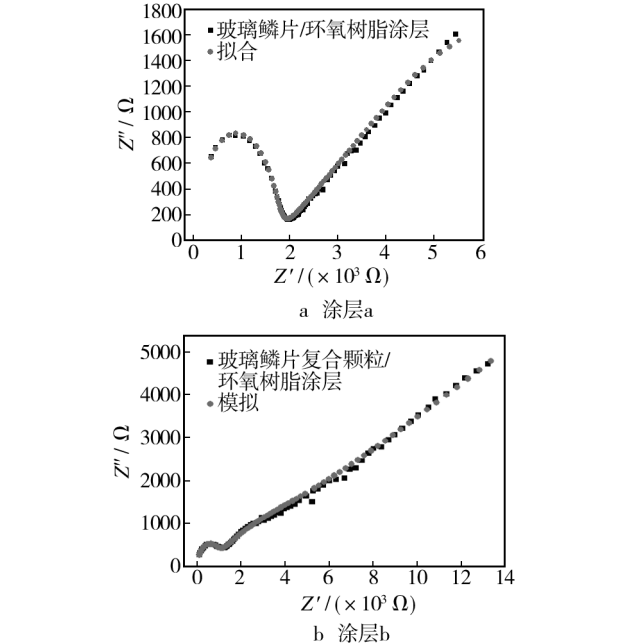 1800
1600
1400
1200
1000
800
600
400
200
0
Z″/ Ω
玻璃鳞片/环氧树脂涂层
拟合
0 1 2 3 4 5 6
Z′/(×10³ Ω)
a 涂层a
5000
4000
3000
2000
1000
0
Z″/ Ω
玻璃鳞片复合颗粒/
环氧树脂涂层
模拟
0 2 4 6 8 10 12 14
Z′/(×10³ Ω)
b 涂层b